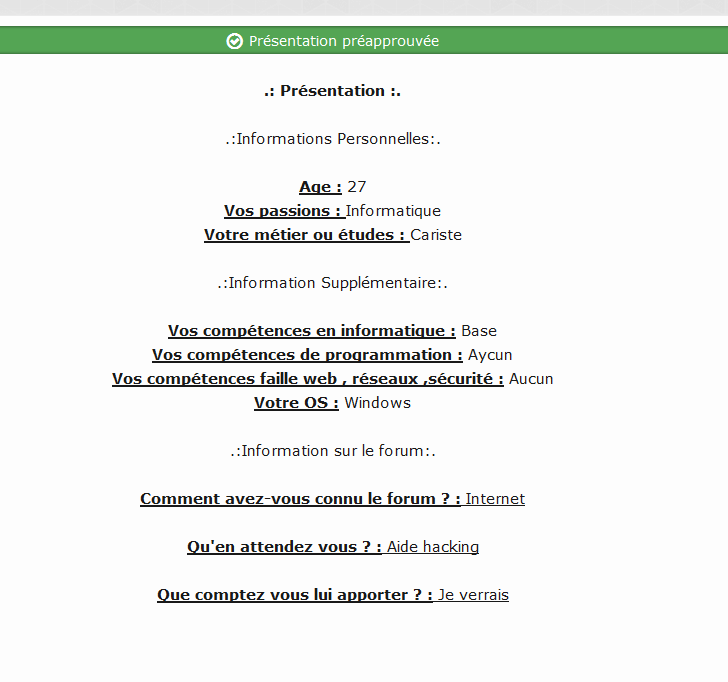 Présentation préapprouvée
.: Présentation :.
.:Informations Personnelles:.
Age : 27
Vos passions : Informatique
Votre métier ou études : Cariste
.:Information Supplémentaire:.
Vos compétences en informatique : Base
Vos compétences de programmation : Aycun
Vos compétences faille web , réseaux ,sécurité : Aucun
Votre OS : Windows
.:Information sur le forum:.
Comment avez-vous connu le forum ? : Internet
Qu'en attendez vous ? : Aide hacking
Que comptez vous lui apporter ? : Je verrais